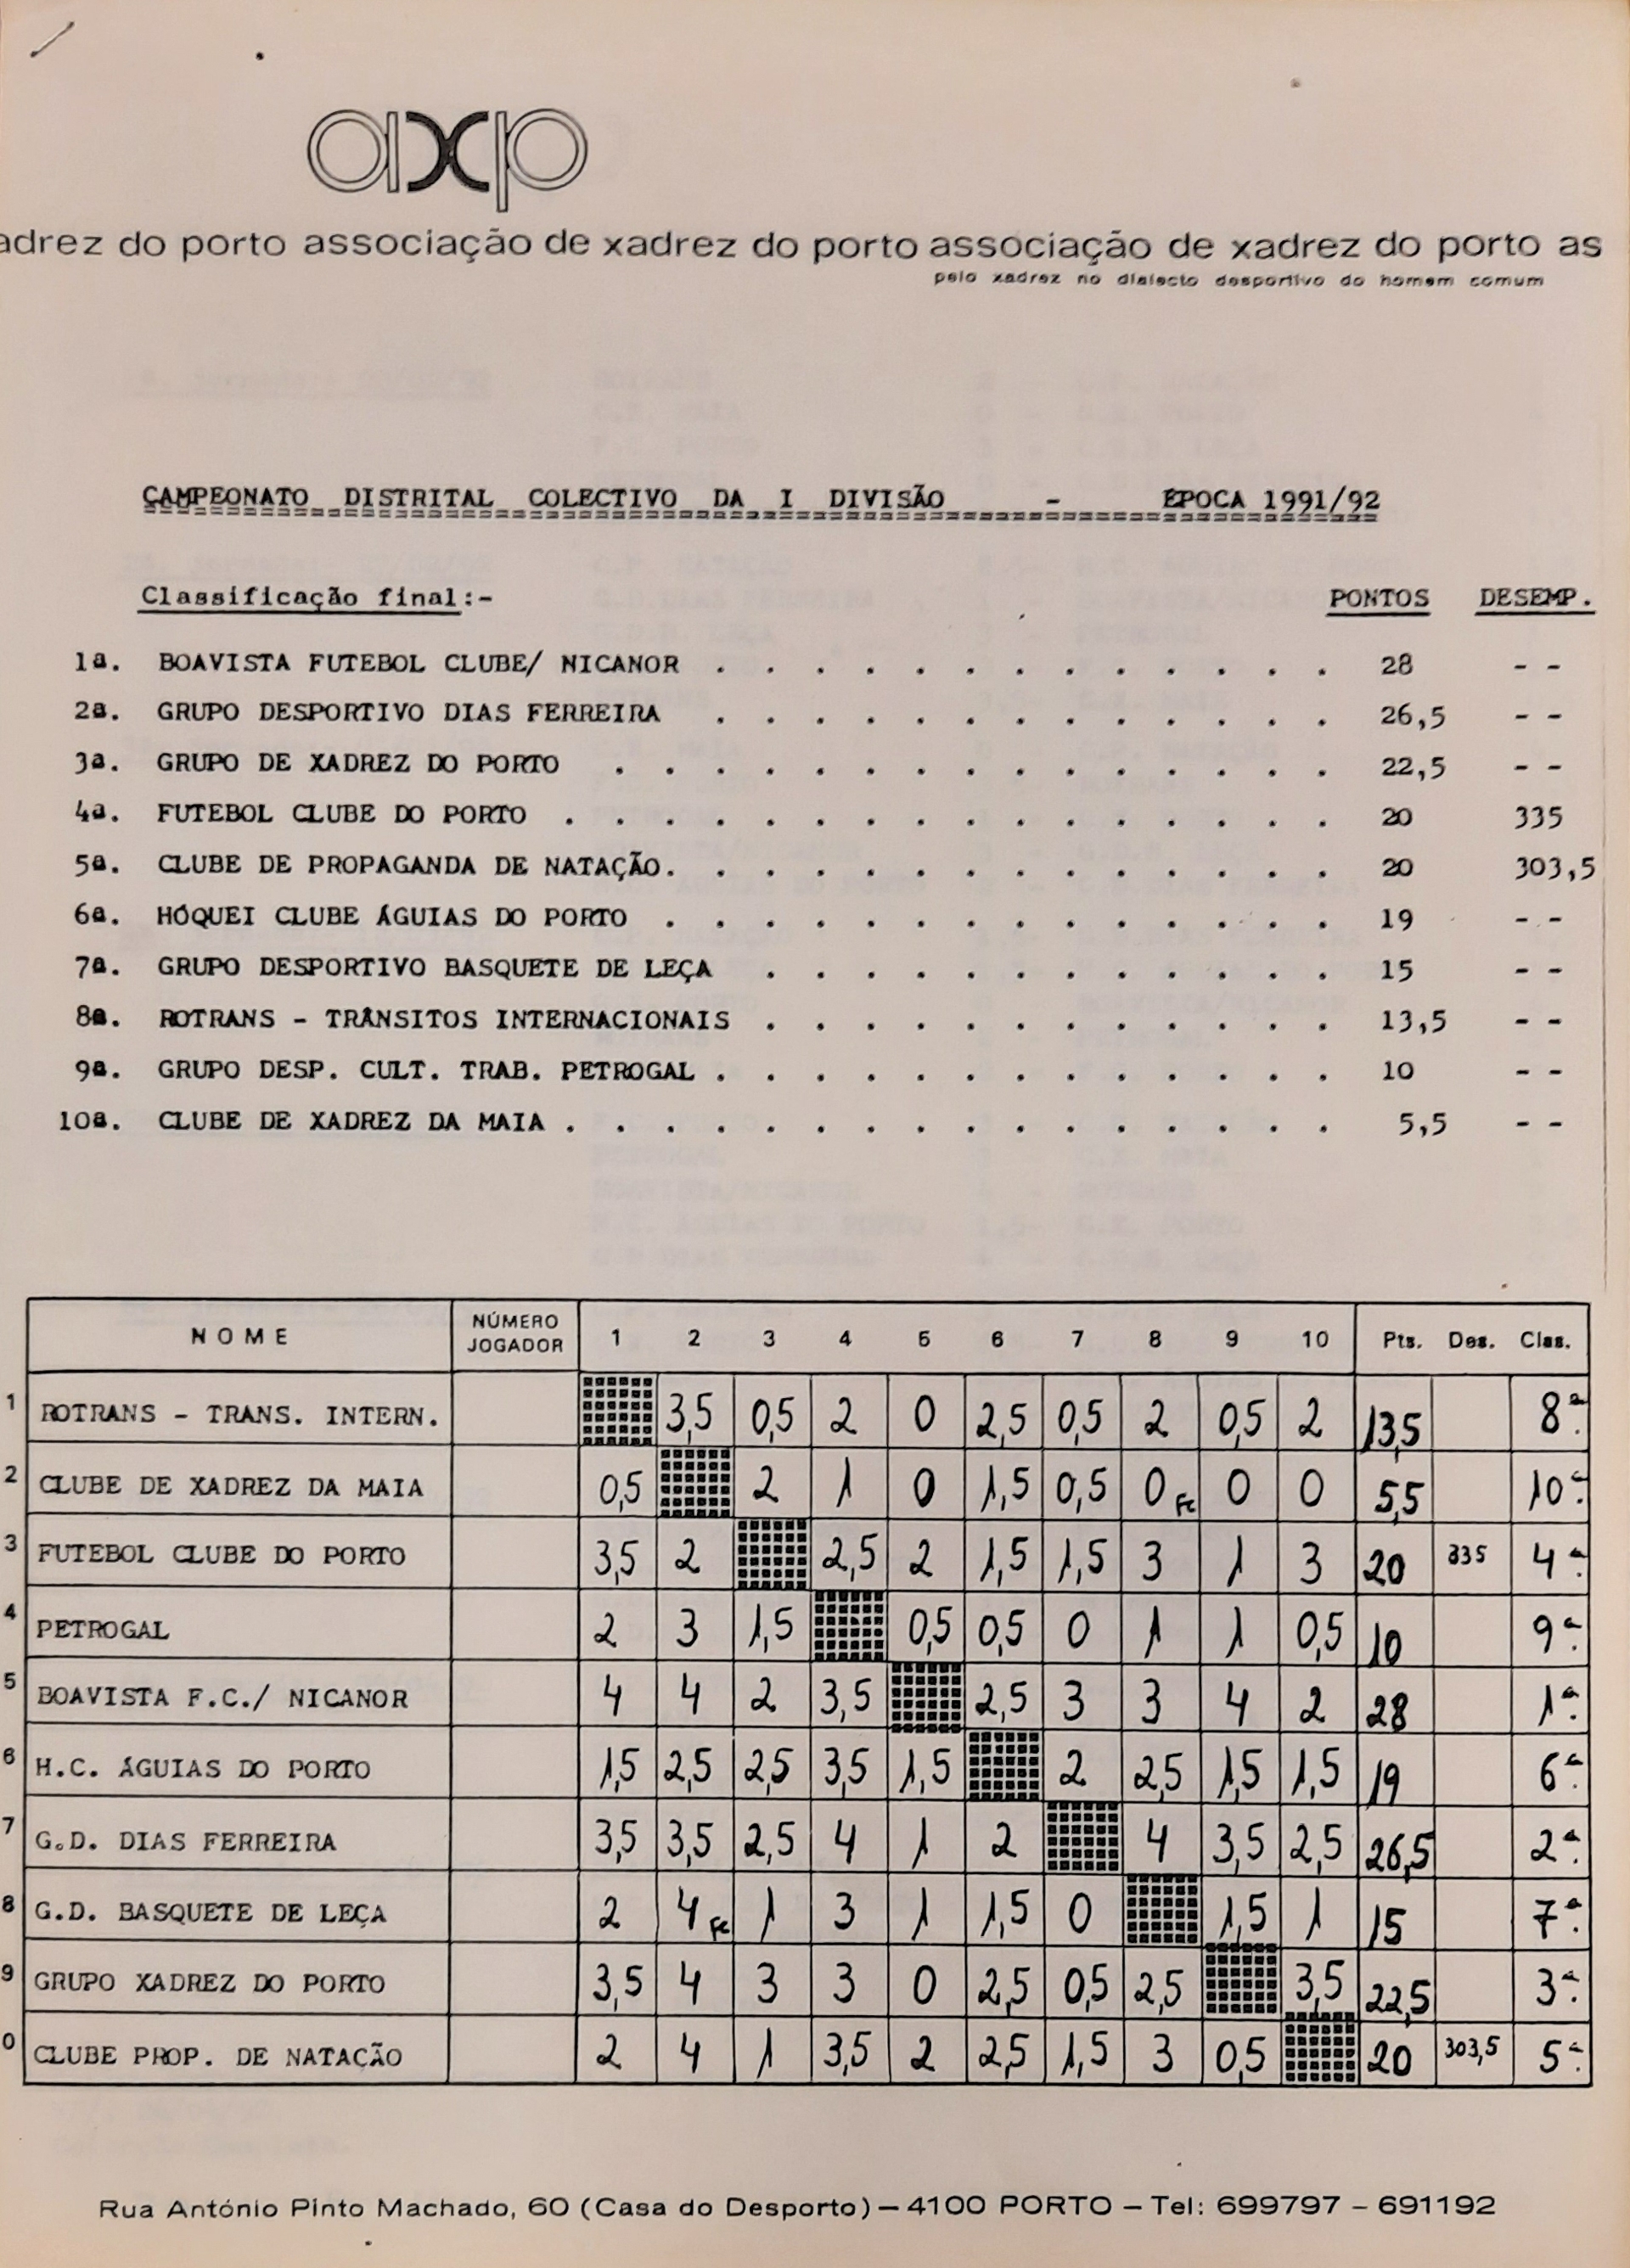 axp
adrez do porto associação de xadrez do porto associação de xadrez do porto as
pelo xadrez no dialecto desportivo do homem comum
CAMPEONATO DISTRITAL COLECTIVO DA I DIVISÃO - ÉPOCA 1991/92
Classificação final:- PONTOS DESEMP.
1ª. BOAVISTA FUTEBOL CLUBE/ NICANOR . . . . . . . . . . . . . 28 - -
2ª. GRUPO DESPORTIVO DIAS FERREIRA . . . . . . . . . . . . . 26,5 - -
3ª. GRUPO DE XADREZ DO PORTO . . . . . . . . . . . . . . . 22,5 - -
4ª. FUTEBOL CLUBE DO PORTO . . . . . . . . . . . . . . . . 20 335
5ª. CLUBE DE PROPAGANDA DE NATAÇÃO. . . . . . . . . . . . . . 20 303,5
6ª. HÓQUEI CLUBE ÁGUIAS DO PORTO . . . . . . . . . . . . . . 19 - -
7ª. GRUPO DESPORTIVO BASQUETE DE LEÇA . . . . . . . . . . . . 15 - -
8ª. ROTRANS - TRÂNSITOS INTERNACIONAIS . . . . . . . . . . . . 13,5 - -
9ª. GRUPO DESP. CULT. TRAB. PETROGAL . . . . . . . . . . . . . 10 - -
10ª. CLUBE DE XADREZ DA MAIA . . . . . . . . . . . . . . . . 5,5 - -
NOME NÚMERO JOGADOR 1 2 3 4 5 6 7 8 9 10 Pts. Des. Clas.
1 ROTRANS - TRANS. INTERN. 3,5 0,5 2 0 2,5 0,5 2 0,5 2 13,5 8ª.
2 CLUBE DE XADREZ DA MAIA 0,5 2 1 0 1,5 0,5 0 FC 0 0 5,5 10ª.
3 FUTEBOL CLUBE DO PORTO 3,5 2 2,5 2 1,5 1,5 3 1 3 20 335 4ª.
4 PETROGAL 2 3 1,5 0,5 0,5 0 1 1 0,5 10 9ª.
5 BOAVISTA F.C./ NICANOR 4 4 2 3,5 2,5 3 3 4 2 28 1ª.
6 H.C. ÁGUIAS DO PORTO 1,5 2,5 2,5 3,5 1,5 2 2,5 1,5 1,5 19 6ª.
7 G.D. DIAS FERREIRA 3,5 3,5 2,5 4 1 2 4 3,5 2,5 26,5 2ª.
8 G.D. BASQUETE DE LEÇA 2 4 FC 1 3 1 1,5 0 1,5 1 15 7ª.
9 GRUPO XADREZ DO PORTO 3,5 4 3 3 0 2,5 0,5 2,5 3,5 22,5 3ª.
0 CLUBE PROP. DE NATAÇÃO 2 4 1 3,5 2 2,5 1,5 3 0,5 20 303,5 5ª.
Rua António Pinto Machado, 60 (Casa do Desporto) – 4100 PORTO – Tel: 699797 – 691192